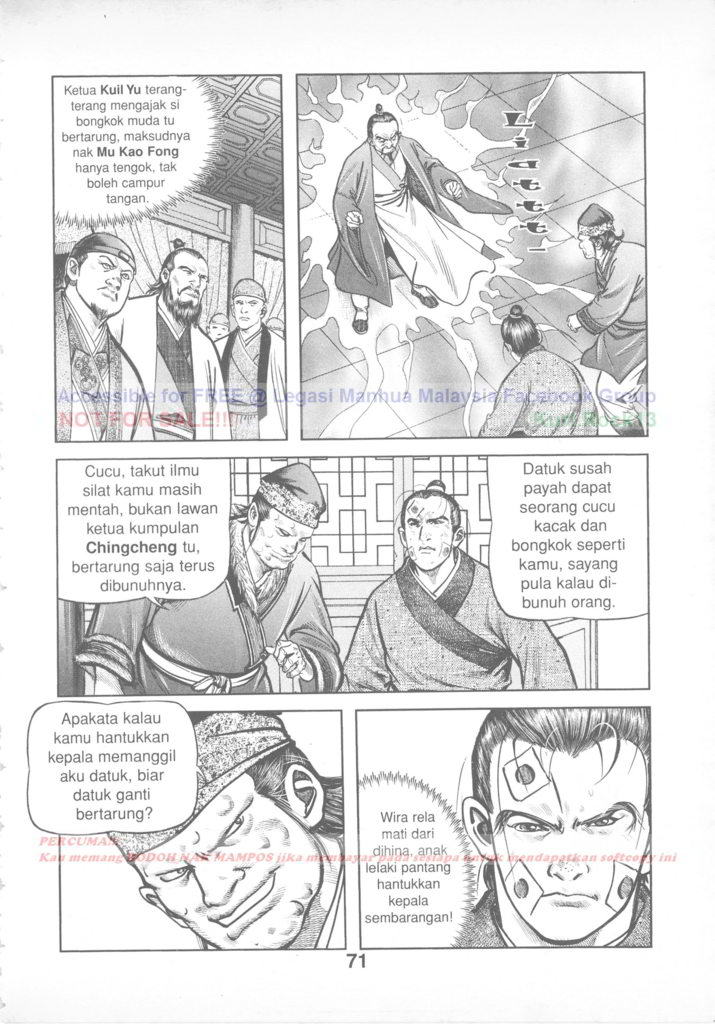 Ketua Kuil Yu terang-
terang mengajak si
bongkok muda tu
bertarung, maksudnya
nak Mu Kao Fong
hanya tengok, tak
boleh campur
tangan.
Accessible for FREE @ Legasi Manhua Malaysia Facebook Group
NOT FOR SALE!!!
Cucu, takut ilmu
silat kamu masih
mentah, bukan lawan
ketua kumpulan
Chingcheng tu,
bertarung saja terus
dibunuhnya.
Datuk susah
payah dapat
seorang cucu
kacak dan
bongkok seperti
kamu, sayang
pula kalau di-
bunuh orang.
Apakata kalau
kamu hantukkan
kepala memanggil
aku datuk, biar
datuk ganti
bertarung?
Wira rela
mati dari
dihina, anak
lelaki pantang
hantukkan
kepala
sembarangan!
Kau memang BODOH NAK MAMPOS jika membayar pada sesiapa untuk mendapatkan softcopy ini
71